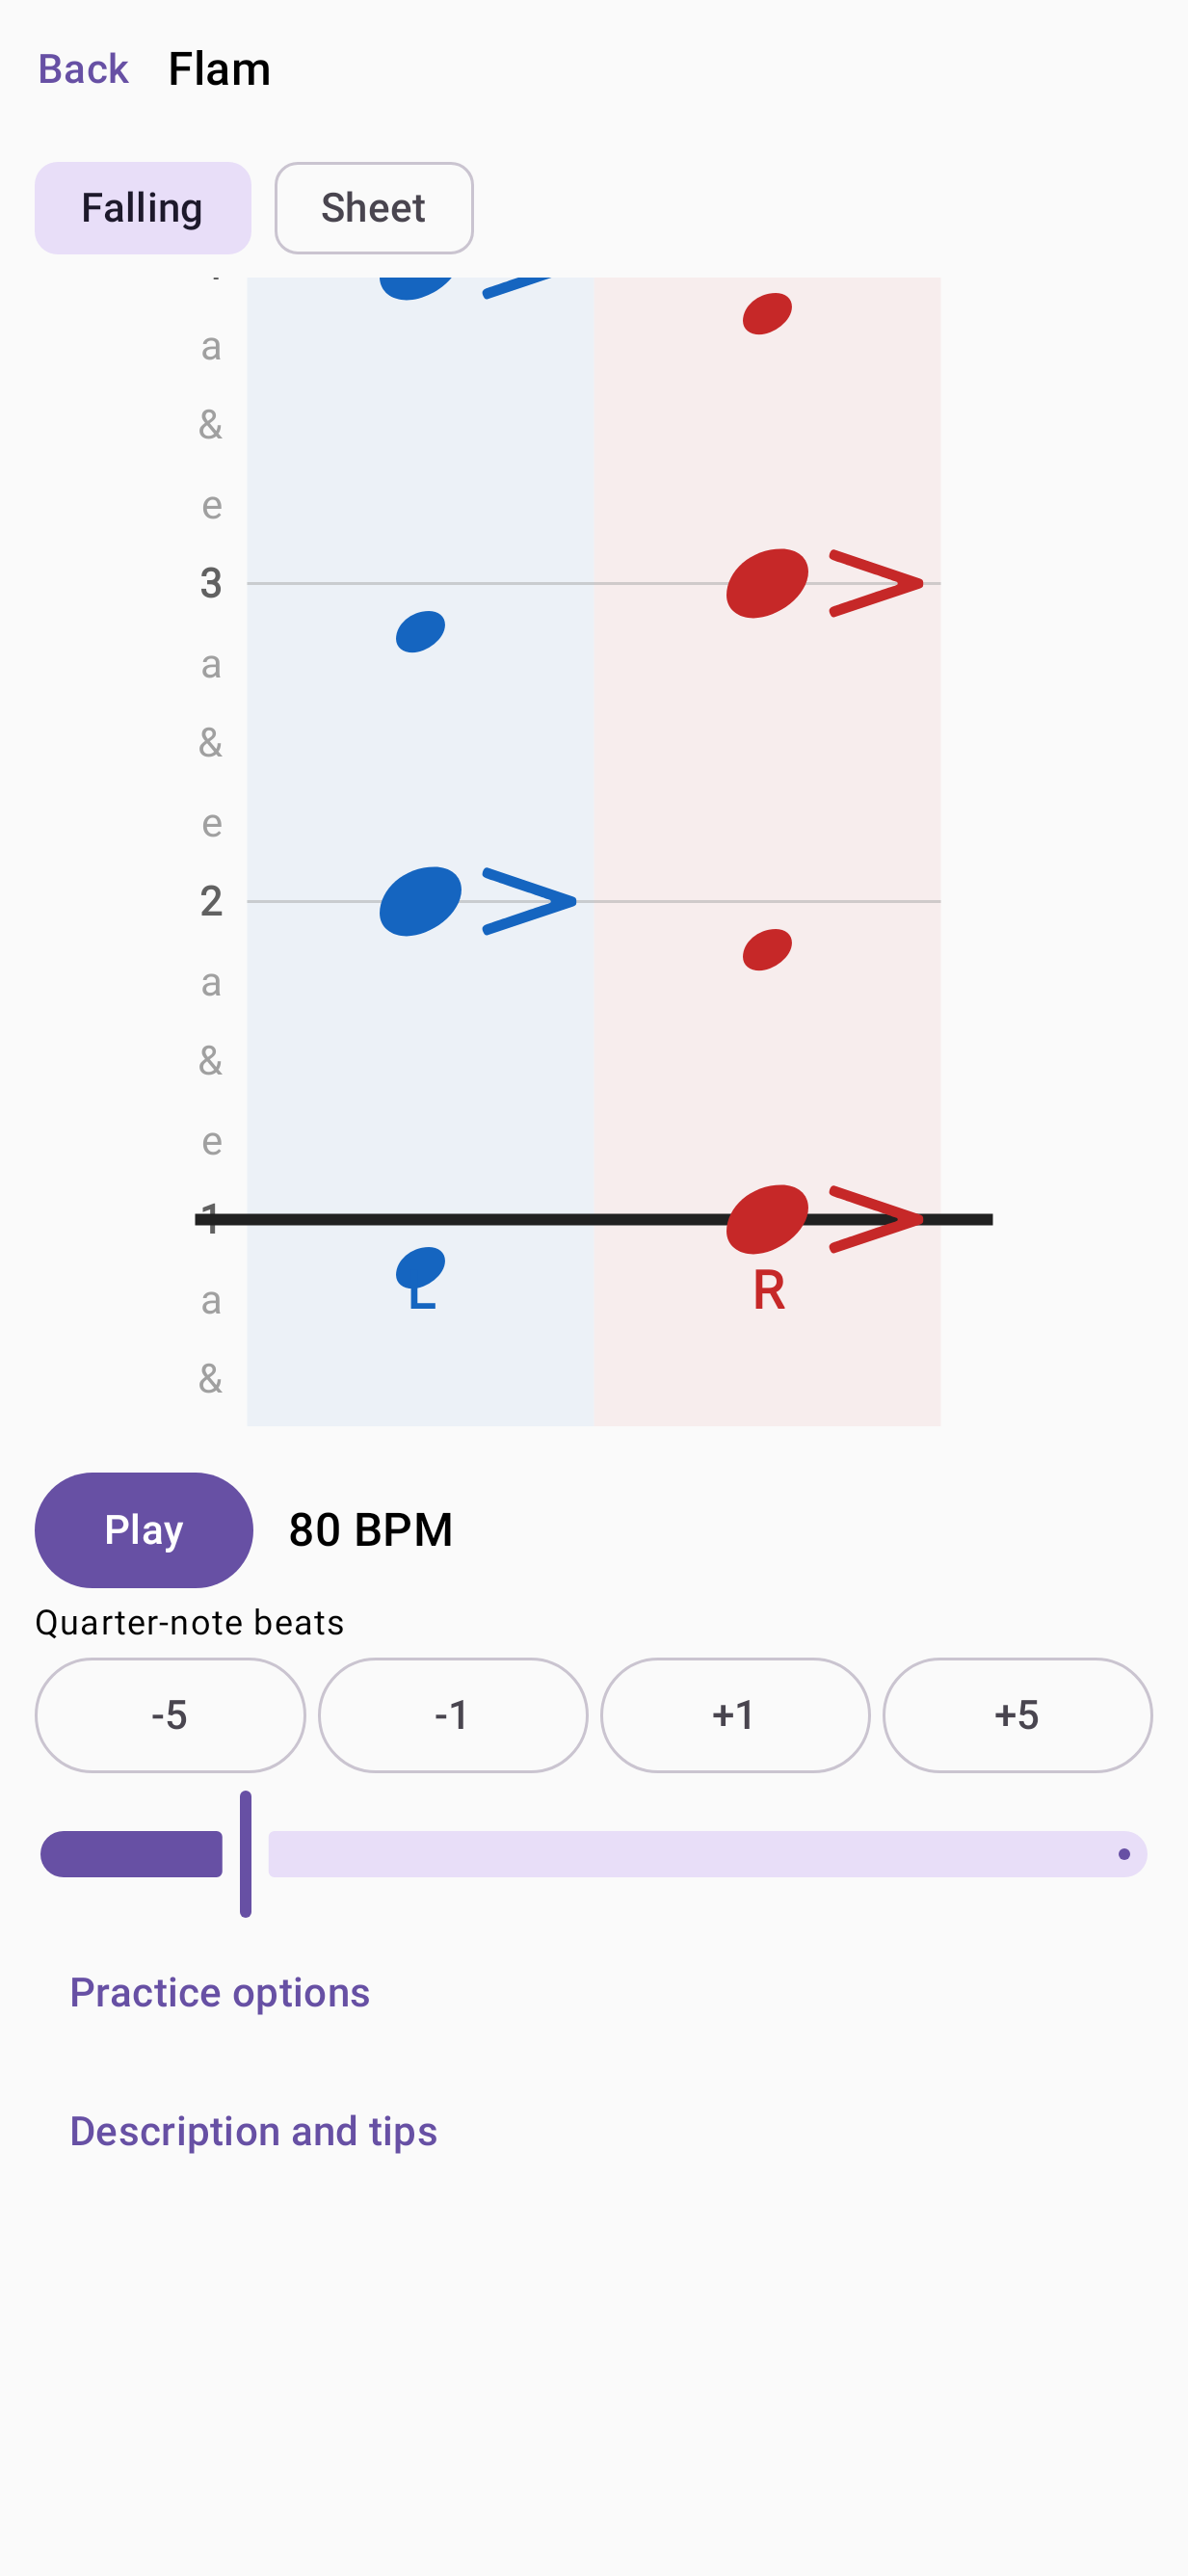 Back Flam
Falling Sheet
a
&
e
3
a
&
e
2
a
&
e
1
a
L R
&
Play 80 BPM
Quarter-note beats
-5 -1 +1 +5
Practice options
Description and tips